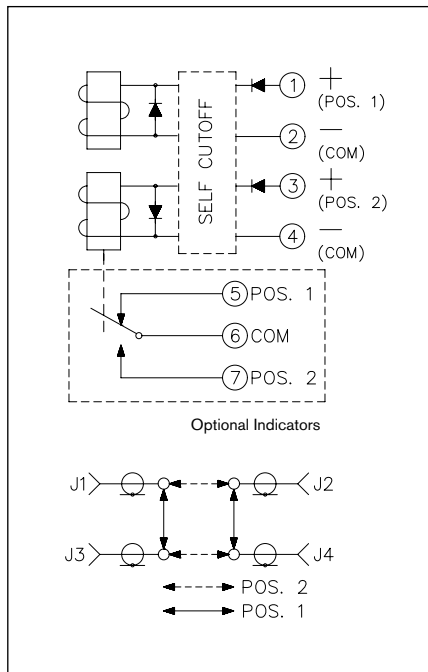 1 +
(POS. 1)
2 —
(COM)
SELF CUTOFF
3 +
(POS. 2)
4 —
(COM)
5 POS. 1
6 COM
7 POS. 2
Optional Indicators
J1 J2
J3 J4
POS. 2
POS. 1